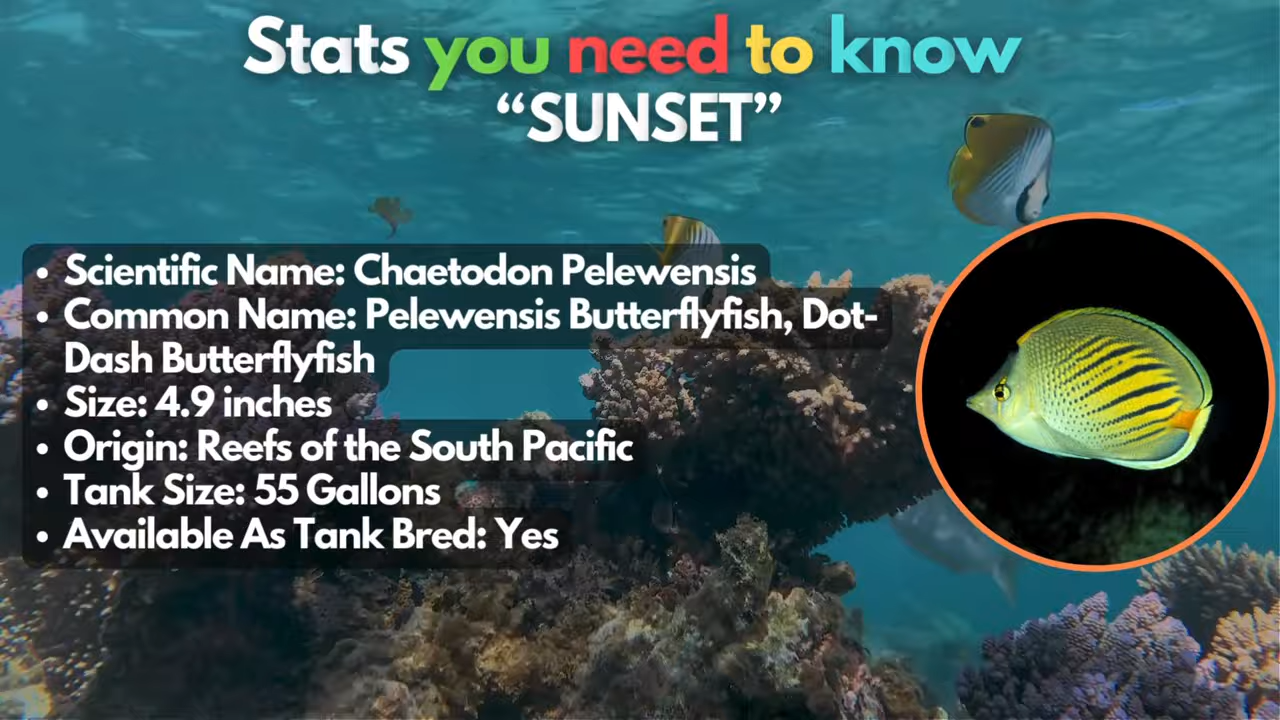 Stats you need to know
“SUNSET”
• Scientific Name: Chaetodon Pelewensis
• Common Name: Pelewensis Butterflyfish, Dot-
Dash Butterflyfish
• Size: 4.9 inches
• Origin: Reefs of the South Pacific
• Tank Size: 55 Gallons
• Available As Tank Bred: Yes